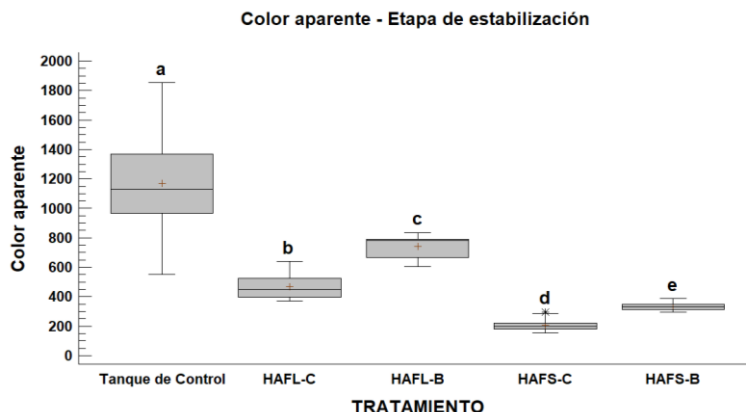 Color aparente - Etapa de estabilización
Color aparente
2000
1800
1600
1400
1200
1000
800
600
400
200
0
a
b
c
d
e
Tanque de Control HAFL-C HAFL-B HAFS-C HAFS-B
TRATAMIENTO